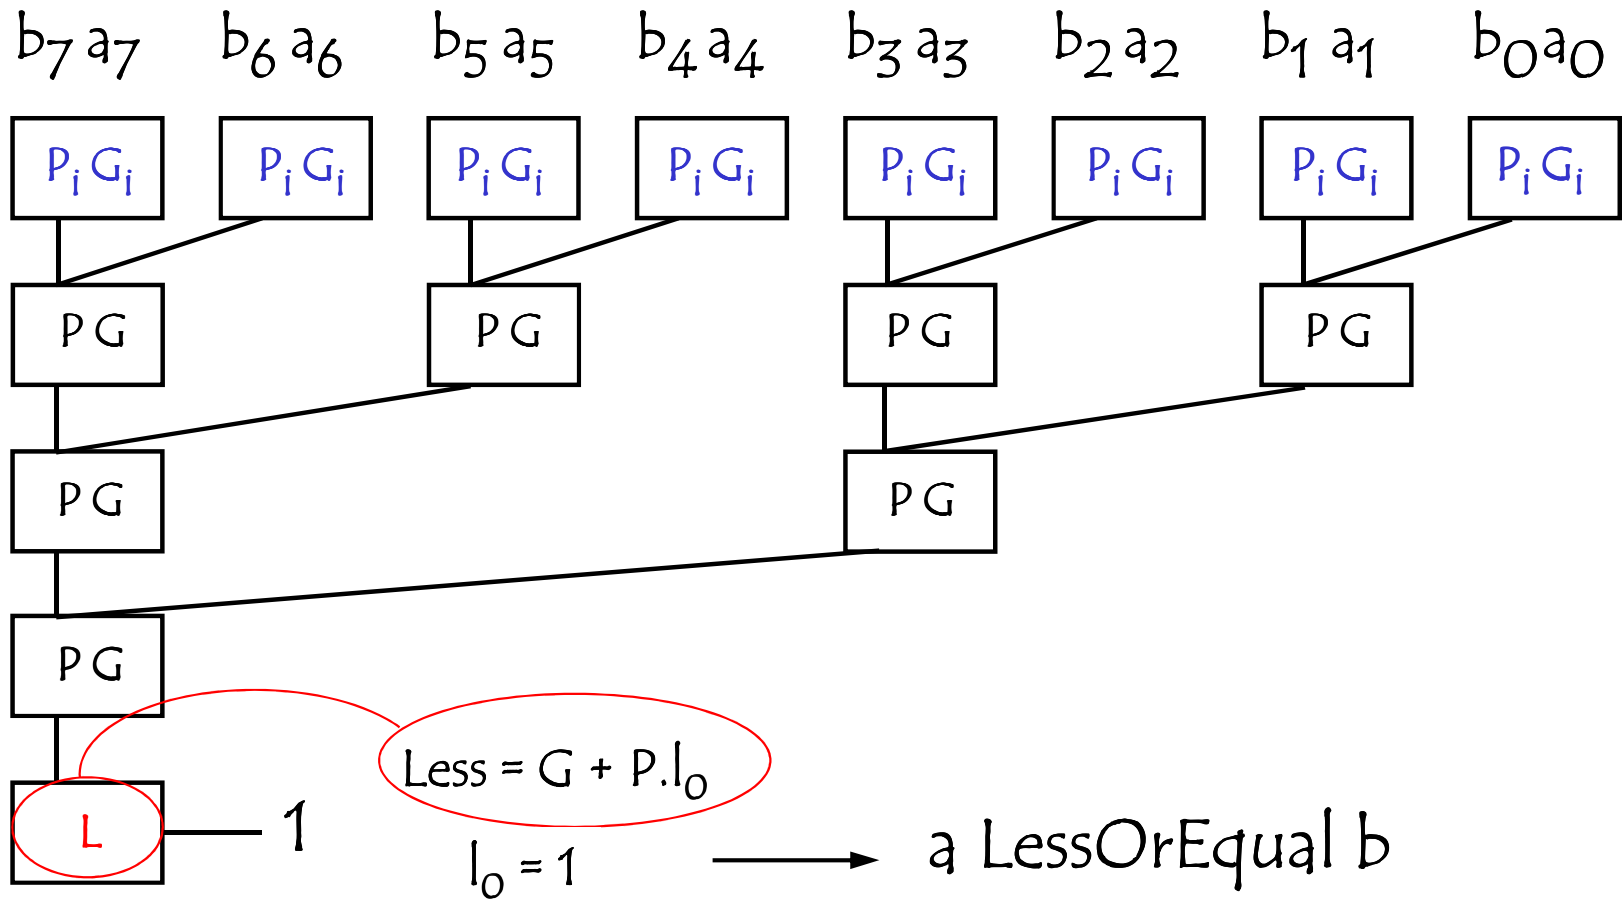 b7 a7 b6 a6 b5 a5 b4 a4 b3 a3 b2 a2 b1 a1 b0 a0
Pi Gi Pi Gi Pi Gi Pi Gi Pi Gi Pi Gi Pi Gi Pi Gi
P G P G P G P G
P G P G
P G
Less = G + P.l0
L 1
l0 = 1 a LessOrEqual b